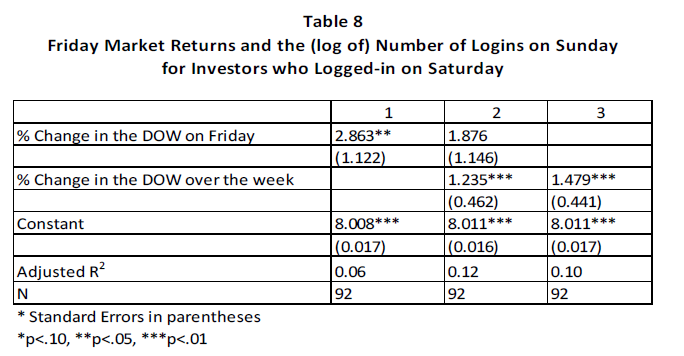 Table 8
Friday Market Returns and the (log of) Number of Logins on Sunday
for Investors who Logged-in on Saturday
1 2 3
% Change in the DOW on Friday 2.863** 1.876
(1.122) (1.146)
% Change in the DOW over the week 1.235*** 1.479***
(0.462) (0.441)
Constant 8.008*** 8.011*** 8.011***
(0.017) (0.016) (0.017)
Adjusted R² 0.06 0.12 0.10
N 92 92 92
* Standard Errors in parentheses
*p<.10, **p<.05, ***p<.01